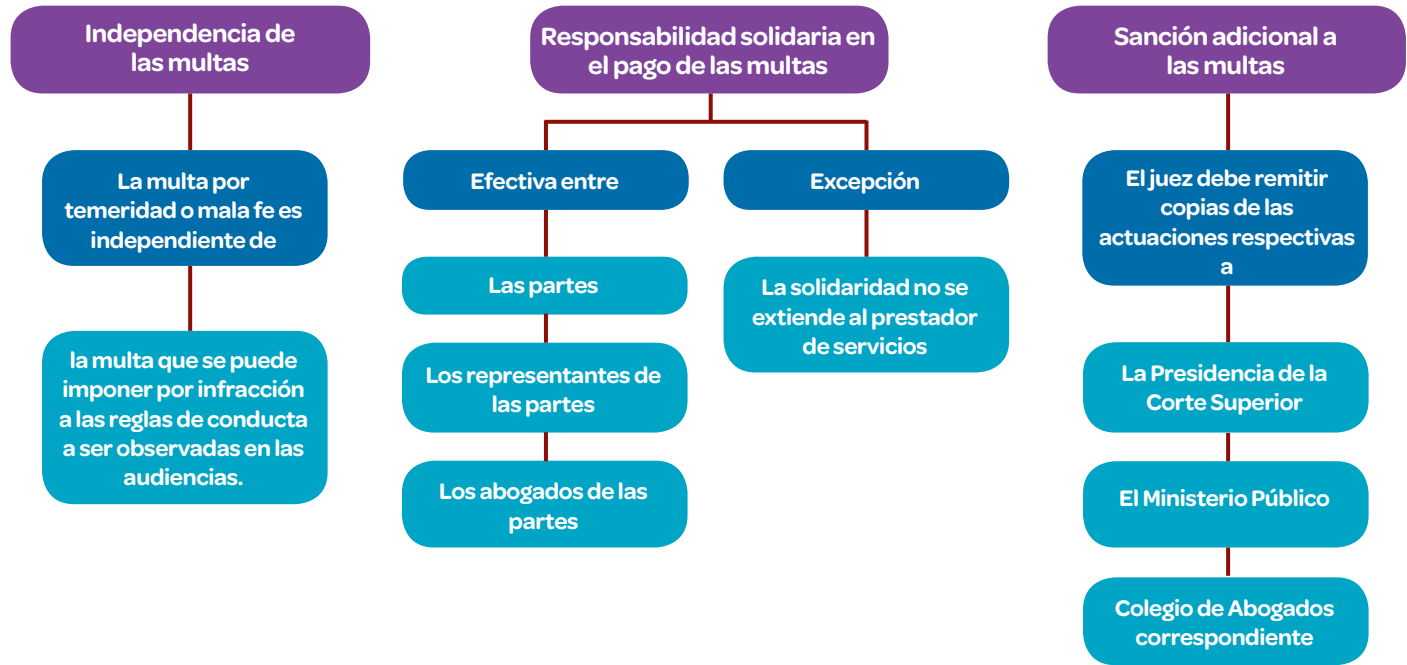 Independencia de
las multas
La multa por
temeridad o mala fe es
independiente de
la multa que se puede
imponer por infracción
a las reglas de conducta
a ser observadas en las
audiencias.
Responsabilidad solidaria en
el pago de las multas
Efectiva entre
Las partes
Los representantes de
las partes
Los abogados de las
partes
Excepción
La solidaridad no se
extiende al prestador
de servicios
Sanción adicional a
las multas
El juez debe remitir
copias de las
actuaciones respectivas
a
La Presidencia de la
Corte Superior
El Ministerio Público
Colegio de Abogados
correspondiente